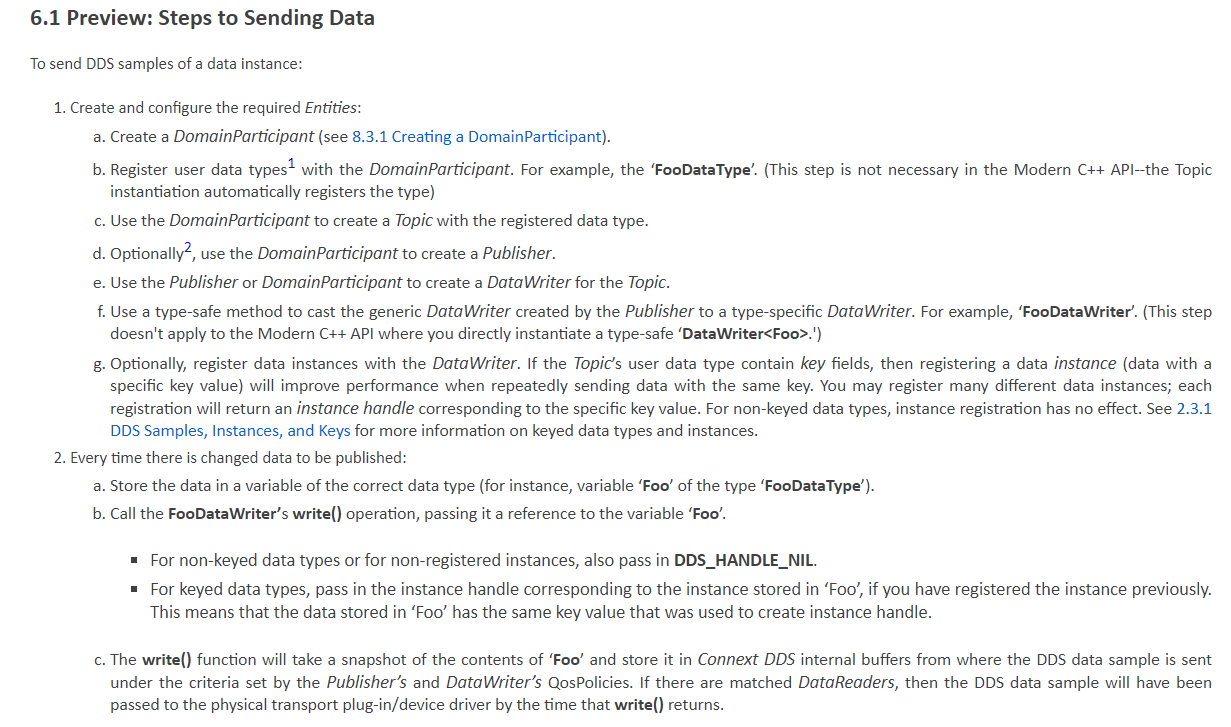 6.1 Preview: Steps to Sending Data
To send DDS samples of a data instance:
1. Create and configure the required Entities:
a. Create a DomainParticipant (see 8.3.1 Creating a DomainParticipant).
b. Register user data types1 with the DomainParticipant. For example, the ‘FooDataType’. (This step is not necessary in the Modern C++ API--the Topic
instantiation automatically registers the type)
c. Use the DomainParticipant to create a Topic with the registered data type.
d. Optionally2, use the DomainParticipant to create a Publisher.
e. Use the Publisher or DomainParticipant to create a DataWriter for the Topic.
f. Use a type-safe method to cast the generic DataWriter created by the Publisher to a type-specific DataWriter. For example, ‘FooDataWriter’. (This step
doesn't apply to the Modern C++ API where you directly instantiate a type-safe ‘DataWriter<Foo>.')
g. Optionally, register data instances with the DataWriter. If the Topic’s user data type contain key fields, then registering a data instance (data with a
specific key value) will improve performance when repeatedly sending data with the same key. You may register many different data instances; each
registration will return an instance handle corresponding to the specific key value. For non-keyed data types, instance registration has no effect. See 2.3.1
DDS Samples, Instances, and Keys for more information on keyed data types and instances.
2. Every time there is changed data to be published:
a. Store the data in a variable of the correct data type (for instance, variable ‘Foo’ of the type ‘FooDataType’).
b. Call the FooDataWriter’s write() operation, passing it a reference to the variable ‘Foo’.
▪ For non-keyed data types or for non-registered instances, also pass in DDS_HANDLE_NIL.
▪ For keyed data types, pass in the instance handle corresponding to the instance stored in ‘Foo’, if you have registered the instance previously.
This means that the data stored in ‘Foo’ has the same key value that was used to create instance handle.
c. The write() function will take a snapshot of the contents of ‘Foo’ and store it in Connext DDS internal buffers from where the DDS data sample is sent
under the criteria set by the Publisher’s and DataWriter’s QosPolicies. If there are matched DataReaders, then the DDS data sample will have been
passed to the physical transport plug-in/device driver by the time that write() returns.